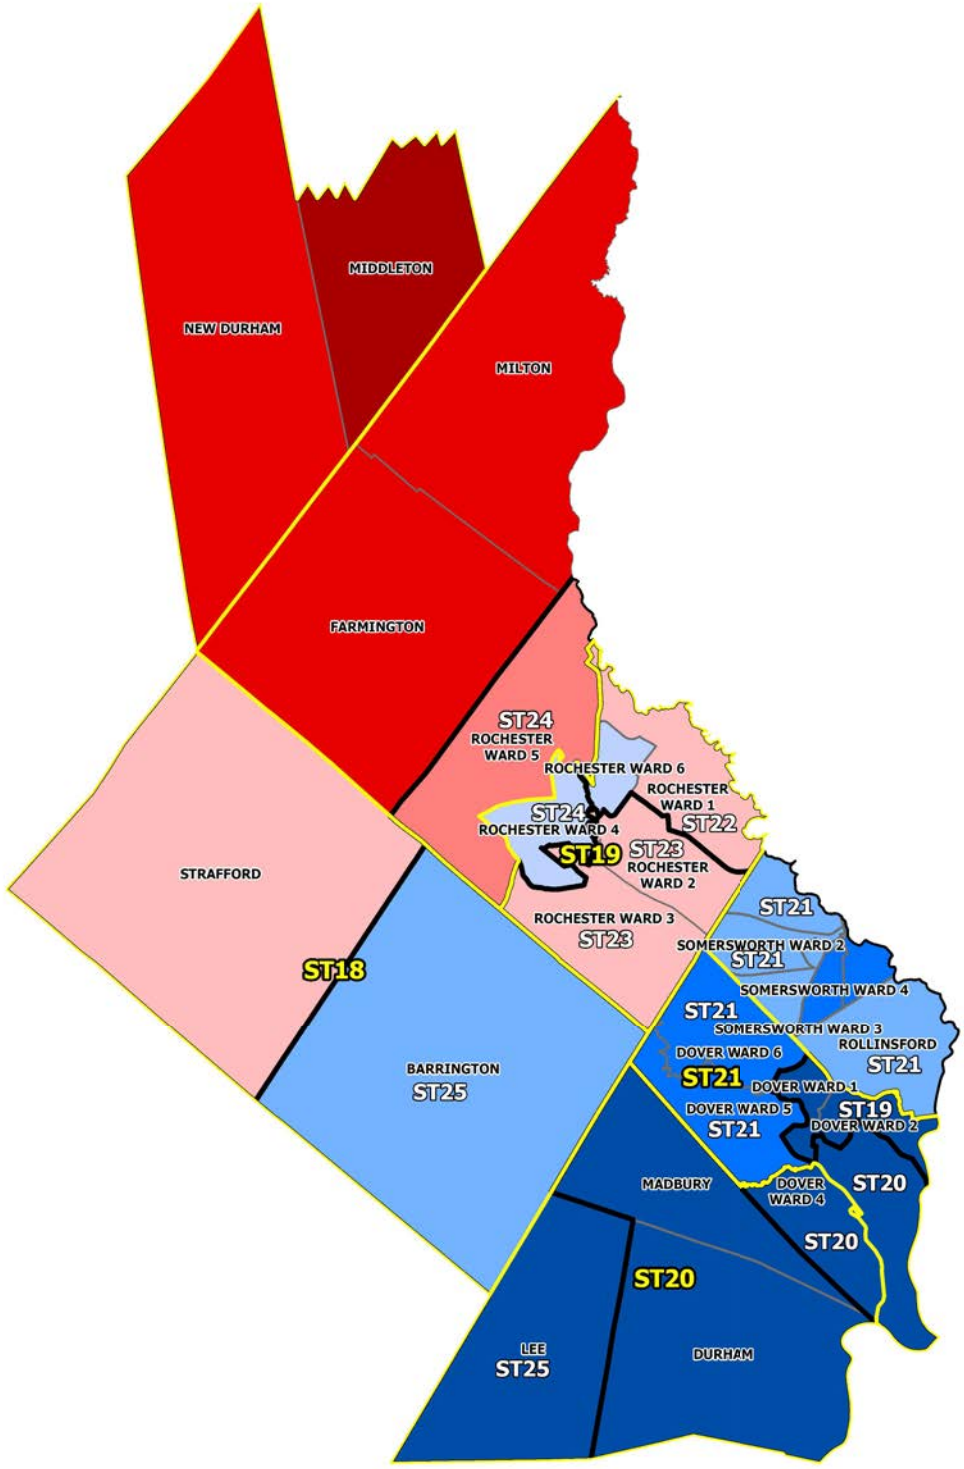 MIDDLETON
NEW DURHAM
MILTON
FARMINGTON
ST24
ROCHESTER
WARD 5
ROCHESTER WARD 6
ROCHESTER
WARD 1
ST22
ST24
ROCHESTER WARD 4
ST19
ST23
ROCHESTER
WARD 2
STRAFFORD
ROCHESTER WARD 3
ST23
ST21
SOMERSWORTH WARD 2
ST21
ST18
SOMERSWORTH WARD 4
ST21
SOMERSWORTH WARD 3
ROLLINSFORD
ST21
DOVER WARD 6
BARRINGTON
ST25
ST21
DOVER WARD 1
DOVER WARD 5
ST21
ST19
DOVER WARD 2
MADBURY
DOVER
WARD 4
ST20
ST20
ST20
LEE
ST25
DURHAM